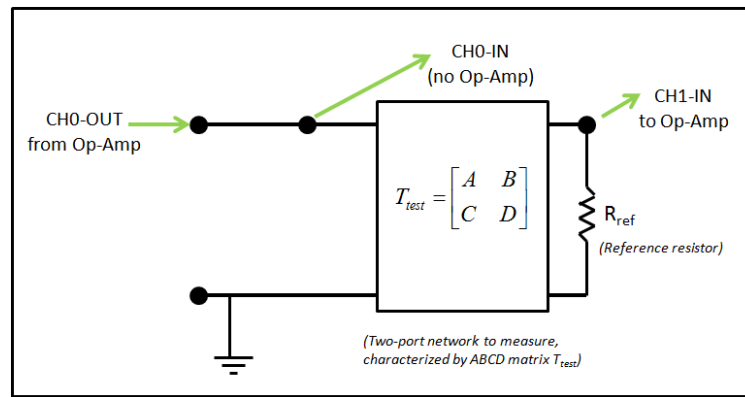 CH0-IN
(no Op-Amp)
CH0-OUT
from Op-Amp
CH1-IN
to Op-Amp
T_test = [A B
C D]
R_ref
(Reference resistor)
(Two-port network to measure,
characterized by ABCD matrix T_test)